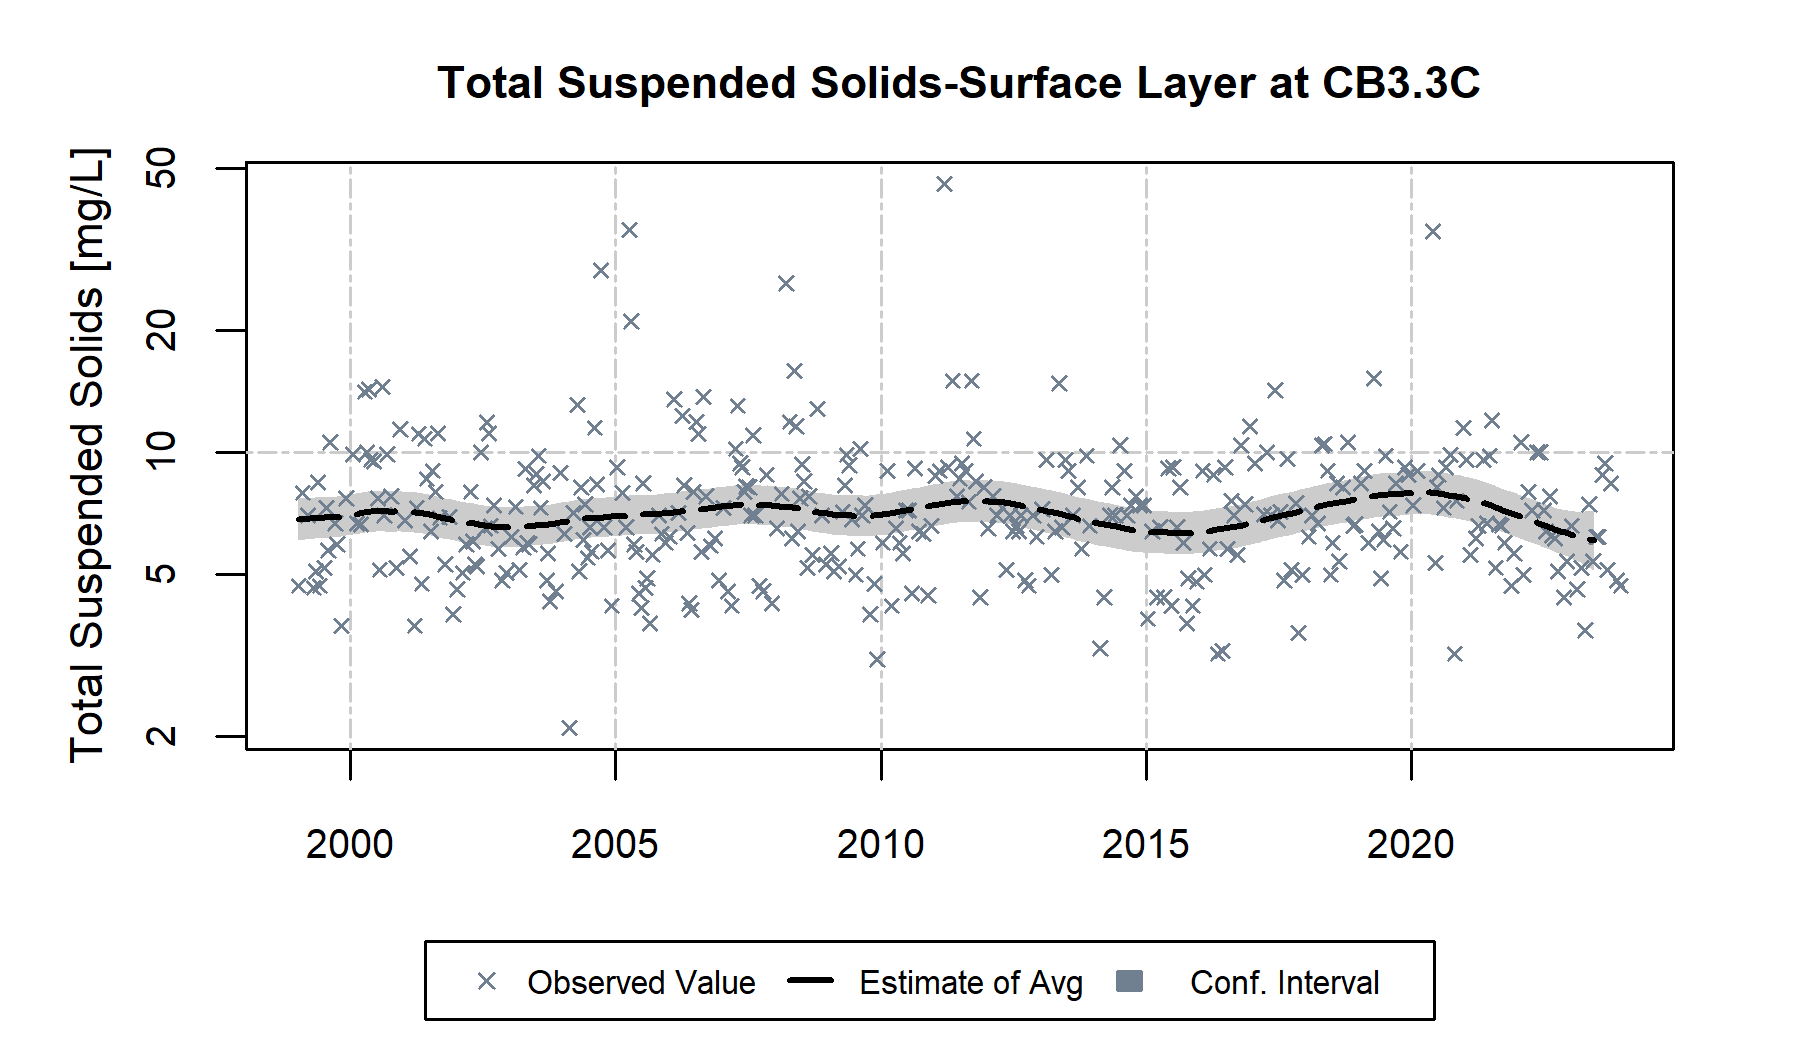 Total Suspended Solids-Surface Layer at CB3.3C
Total Suspended Solids [mg/L]
50
20
10
5
2
2000 2005 2010 2015 2020
Observed Value Estimate of Avg Conf. Interval